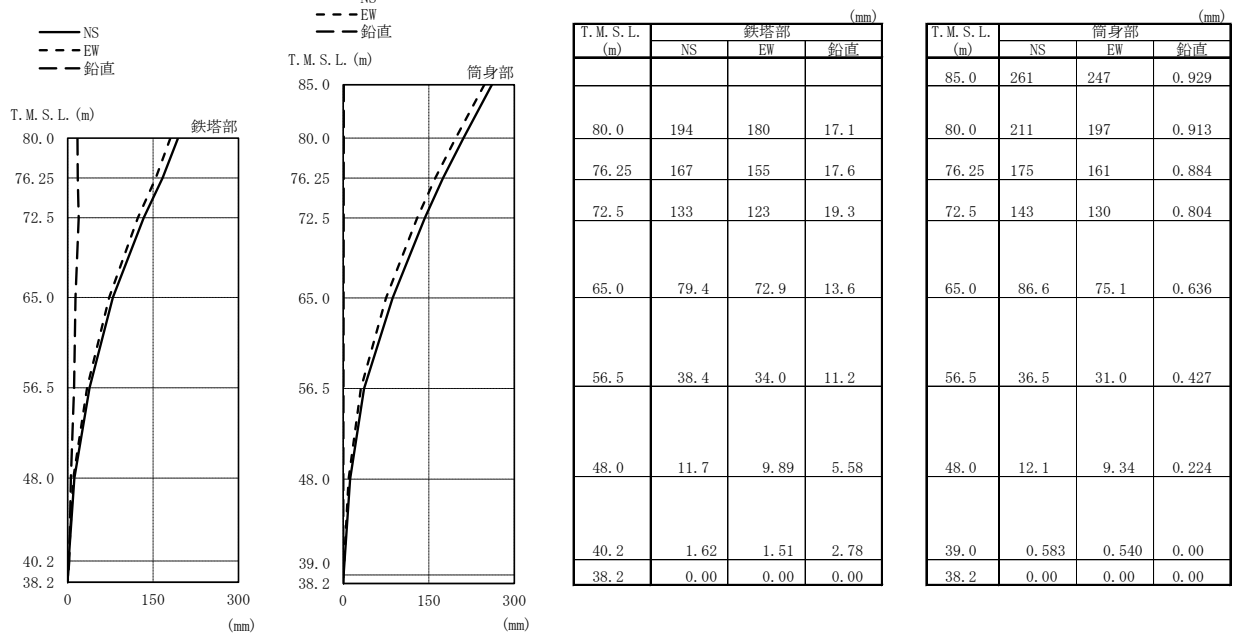 NS
EW
鉛直
T.M.S.L.(m)
鉄塔部
80.0
76.25
72.5
65.0
56.5
48.0
40.2
38.2
0 150 300
(mm)
NS
EW
鉛直
T.M.S.L.(m)
筒身部
85.0
80.0
76.25
72.5
65.0
56.5
48.0
39.0
38.2
0 150 300
(mm)
(mm)
T.M.S.L. 鉄塔部
(m) NS EW 鉛直
80.0 194 180 17.1
76.25 167 155 17.6
72.5 133 123 19.3
65.0 79.4 72.9 13.6
56.5 38.4 34.0 11.2
48.0 11.7 9.89 5.58
40.2 1.62 1.51 2.78
38.2 0.00 0.00 0.00
(mm)
T.M.S.L. 筒身部
(m) NS EW 鉛直
85.0 261 247 0.929
80.0 211 197 0.913
76.25 175 161 0.884
72.5 143 130 0.804
65.0 86.6 75.1 0.636
56.5 36.5 31.0 0.427
48.0 12.1 9.34 0.224
39.0 0.583 0.540 0.00
38.2 0.00 0.00 0.00